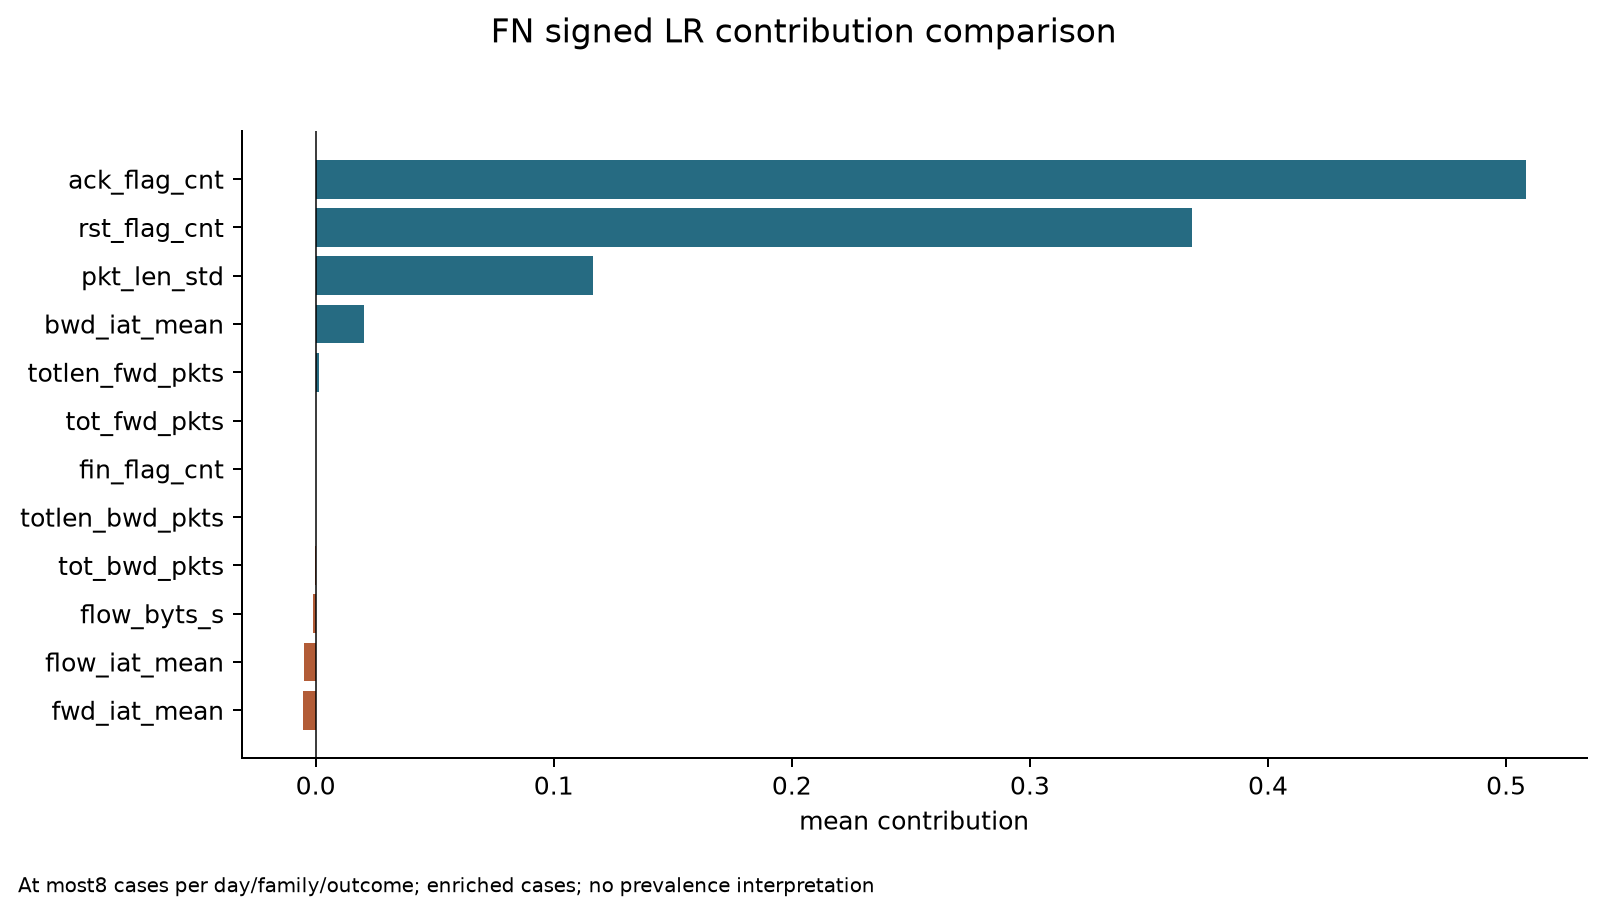 FN signed LR contribution comparison
ack_flag_cnt
rst_flag_cnt
pkt_len_std
bwd_iat_mean
totlen_fwd_pkts
tot_fwd_pkts
fin_flag_cnt
totlen_bwd_pkts
tot_bwd_pkts
flow_byts_s
flow_iat_mean
fwd_iat_mean
0.0 0.1 0.2 0.3 0.4 0.5
mean contribution
At most8 cases per day/family/outcome; enriched cases; no prevalence interpretation